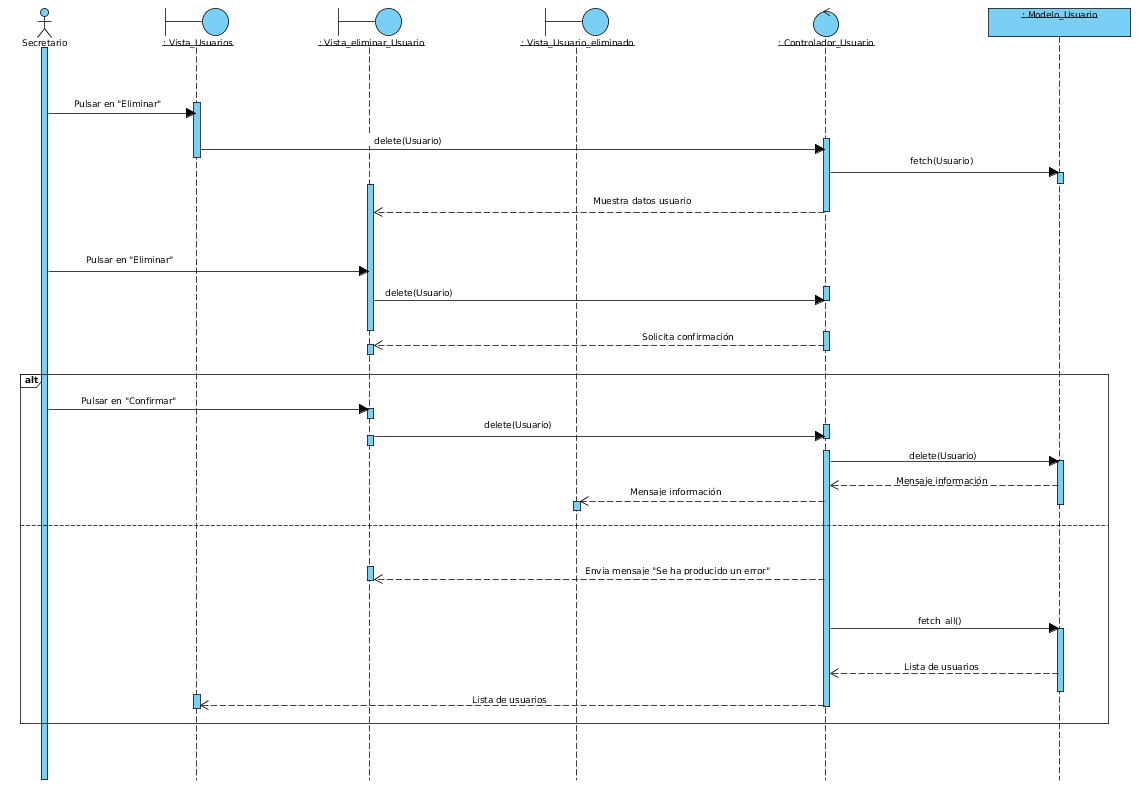 Secretario
: Vista_Usuarios
: Vista_eliminar_Usuario
: Vista_Usuario_eliminado
: Controlador_Usuario
: Modelo_Usuario
Pulsar en "Eliminar"
delete(Usuario)
fetch(Usuario)
Muestra datos usuario
Pulsar en "Eliminar"
delete(Usuario)
Solicita confirmación
alt
Pulsar en "Confirmar"
delete(Usuario)
delete(Usuario)
Mensaje información
Mensaje información
Envia mensaje "Se ha producido un error"
fetch_all()
Lista de usuarios
Lista de usuarios